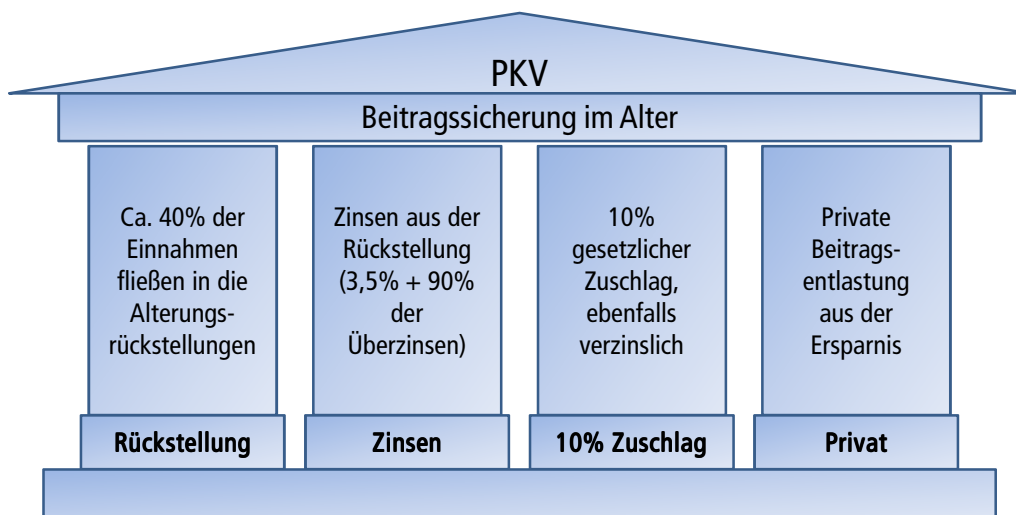 PKV
Beitragssicherung im Alter
Ca. 40% der
Einnahmen
fließen in die
Alterungs-
rückstellungen
Zinsen aus der
Rückstellung
(3,5% + 90%
der
Überzinsen)
10%
gesetzlicher
Zuschlag,
ebenfalls
verzinslich
Private
Beitrags-
entlastung
aus der
Ersparnis
Rückstellung
Zinsen
10% Zuschlag
Privat